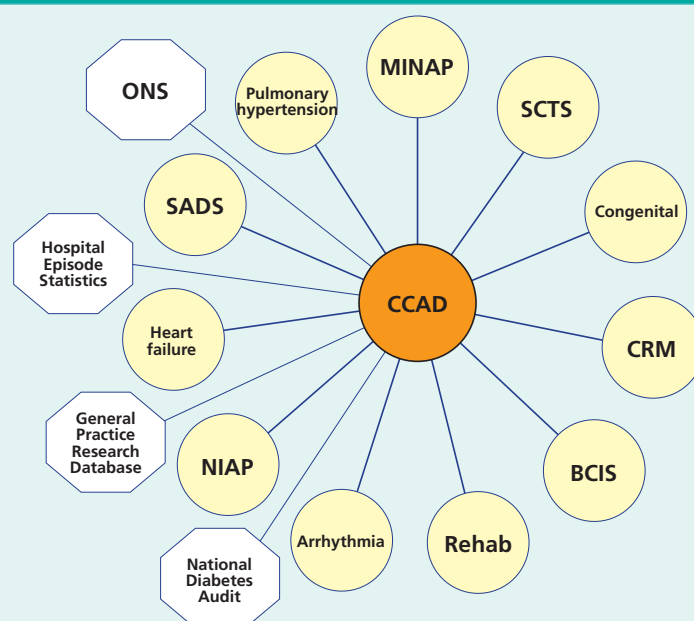 MINAP
ONS
Pulmonary
hypertension
SCTS
SADS
Congenital
Hospital
Episode
Statistics
CCAD
Heart
failure
CRM
General
Practice
Research
Database
NIAP
BCIS
Arrhythmia
Rehab
National
Diabetes
Audit